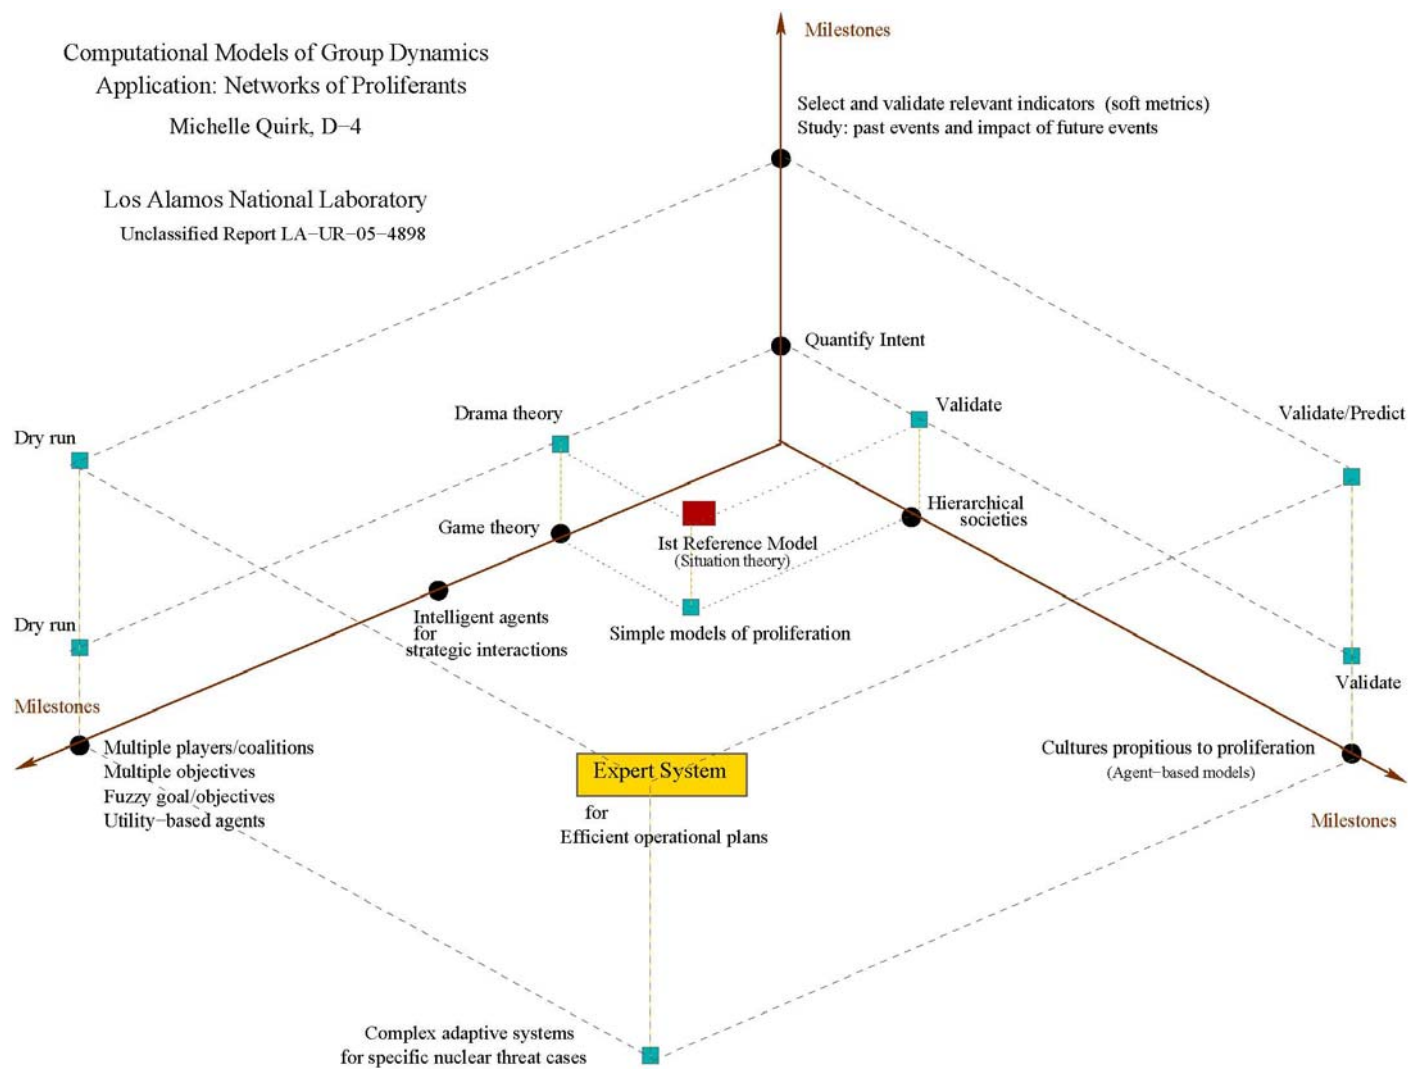 Computational Models of Group Dynamics
Application: Networks of Proliferants
Michelle Quirk, D−4
Los Alamos National Laboratory
Unclassified Report LA−UR−05−4898
Milestones
Select and validate relevant indicators (soft metrics)
Study: past events and impact of future events
Quantify Intent
Drama theory
Validate
Validate/Predict
Dry run
Game theory
Hierarchical
societies
Ist Reference Model
(Situation theory)
Intelligent agents
for
strategic interactions
Simple models of proliferation
Dry run
Validate
Milestones
Multiple players/coalitions
Multiple objectives
Fuzzy goal/objectives
Utility−based agents
Expert System
for
Efficient operational plans
Cultures propitious to proliferation
(Agent−based models)
Milestones
Complex adaptive systems
for specific nuclear threat cases